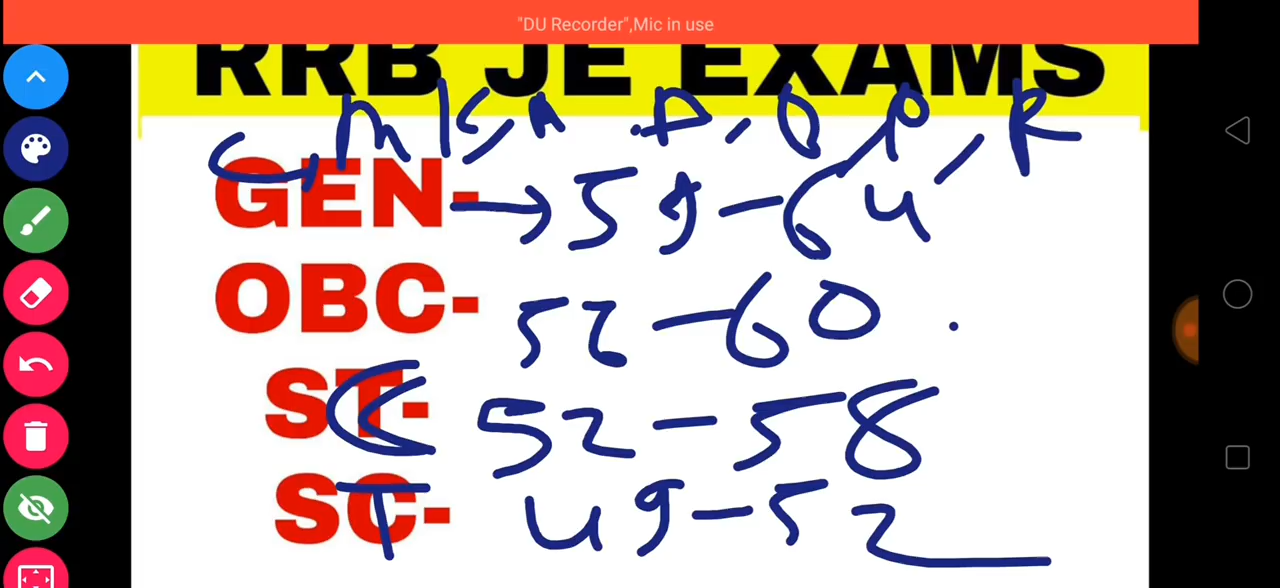 "DU Recorder",Mic in use
RRB JE EXAMS
C, M K, A . D, O, P, R
GEN- → 59-64
OBC- 56-60 .
ST- C 52-58
SC- T 49-52